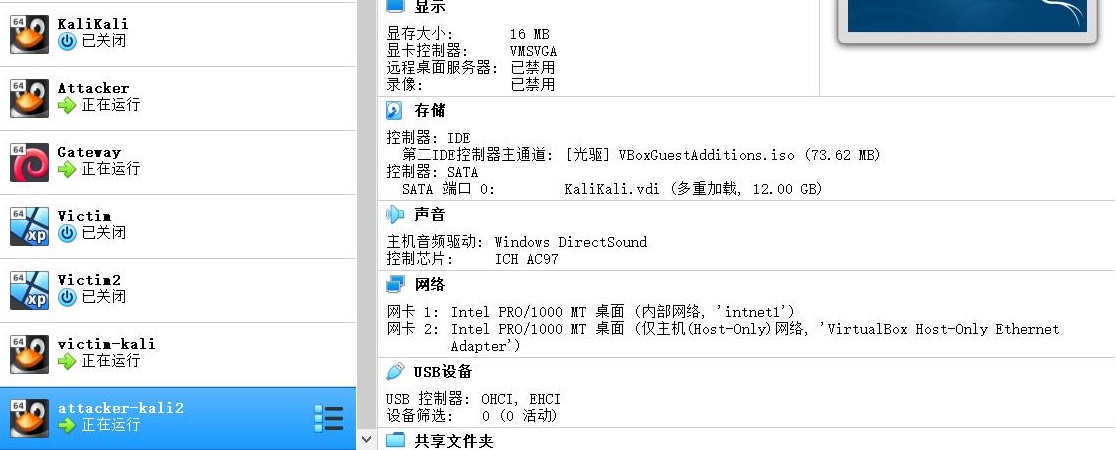 64
KaliKali
已关闭
64
Attacker
正在运行
64
Gateway
正在运行
64
xp
Victim
已关闭
64
xp
Victim2
已关闭
64
victim-kali
正在运行
64
attacker-kali2
正在运行
显示
显存大小: 16 MB
显卡控制器: VMSVGA
远程桌面服务器: 已禁用
录像: 已禁用
存储
控制器: IDE
第二IDE控制器主通道: [光驱] VBoxGuestAdditions.iso (73.62 MB)
控制器: SATA
SATA 端口 0: KaliKali.vdi (多重加载, 12.00 GB)
声音
主机音频驱动: Windows DirectSound
控制芯片: ICH AC97
网络
网卡 1: Intel PRO/1000 MT 桌面 (内部网络, 'intnet1')
网卡 2: Intel PRO/1000 MT 桌面 (仅主机(Host-Only)网络, 'VirtualBox Host-Only Ethernet
Adapter')
USB设备
USB 控制器: OHCI, EHCI
设备筛选: 0 (0 活动)
共享文件夹